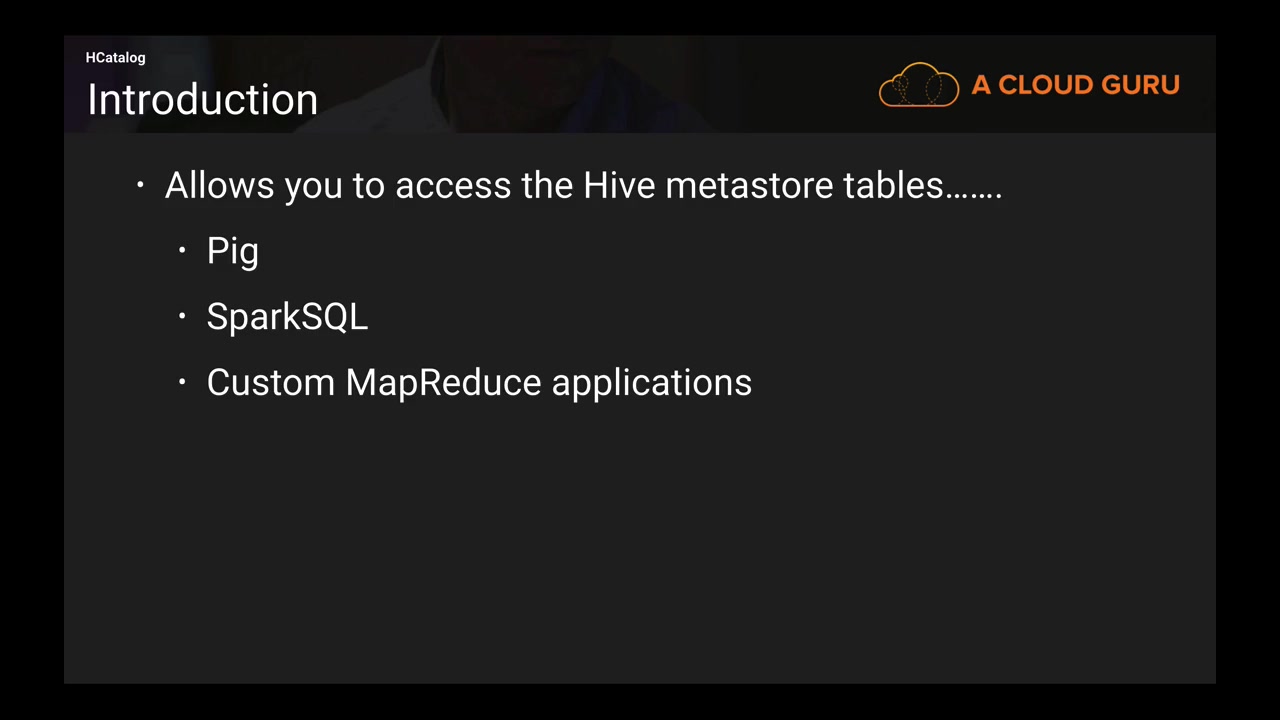 HCatalog
Introduction
A CLOUD GURU
• Allows you to access the Hive metastore tables…….
• Pig
• SparkSQL
• Custom MapReduce applications